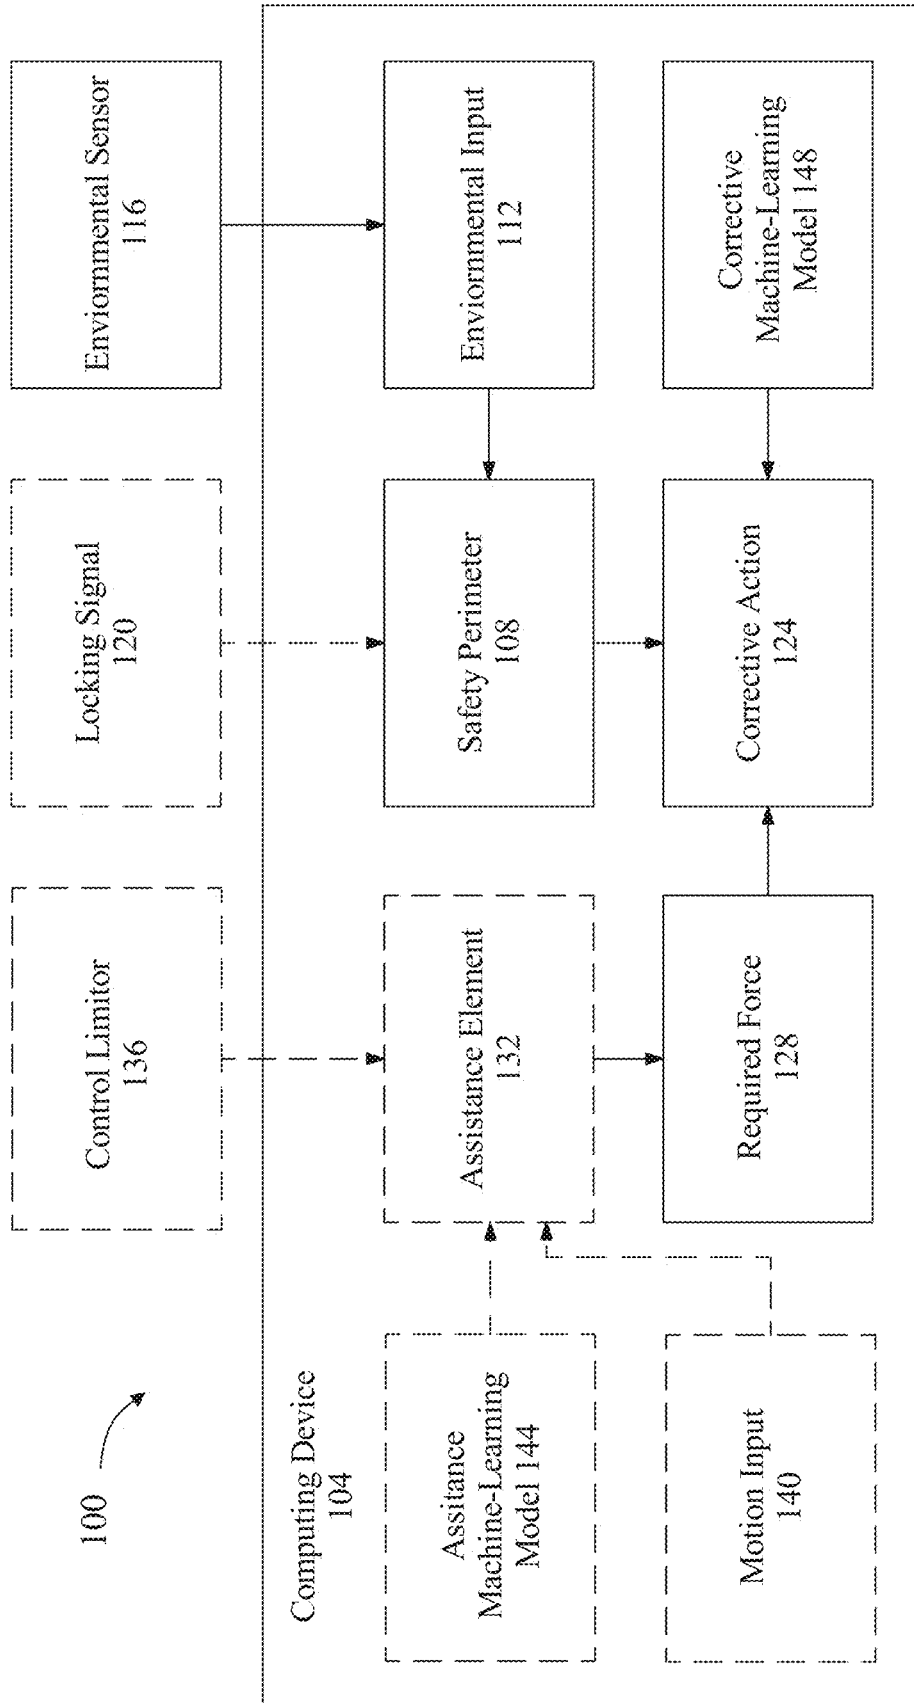 100
Control Limitor
136
Locking Signal
120
Enviornmental Sensor
116
Computing Device
104
Assitance
Machine-Learning
Model 144
Assistance Element
132
Safety Perimeter
108
Enviornmental Input
112
Motion Input
140
Required Force
128
Corrective Action
124
Corrective
Machine-Learning
Model 148